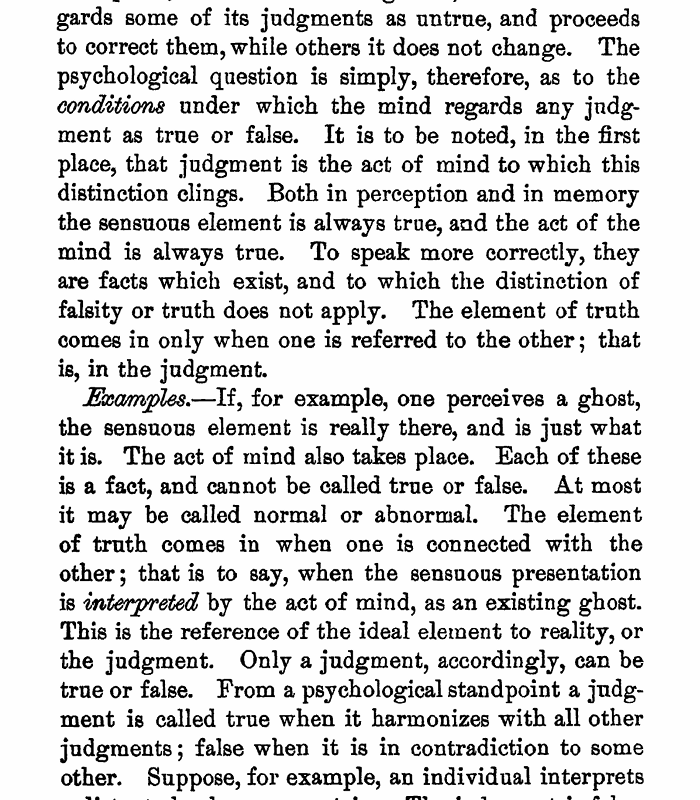 gards some of its judgments as untrue, and proceeds
to correct them, while others it does not change. The
psychological question is simply, therefore, as to the
conditions under which the mind regards any judg-
ment as true or false. It is to be noted, in the first
place, that judgment is the act of mind to which this
distinction clings. Both in perception and in memory
the sensuous element is always true, and the act of the
mind is always true. To speak more correctly, they
are facts which exist, and to which the distinction of
falsity or truth does not apply. The element of truth
comes in only when one is referred to the other; that
is, in the judgment.
Examples.—If, for example, one perceives a ghost,
the sensuous element is really there, and is just what
it is. The act of mind also takes place. Each of these
is a fact, and cannot be called true or false. At most
it may be called normal or abnormal. The element
of truth comes in when one is connected with the
other; that is to say, when the sensuous presentation
is interpreted by the act of mind, as an existing ghost.
This is the reference of the ideal element to reality, or
the judgment. Only a judgment, accordingly, can be
true or false. From a psychological standpoint a judg-
ment is called true when it harmonizes with all other
judgments; false when it is in contradiction to some
other. Suppose, for example, an individual interprets